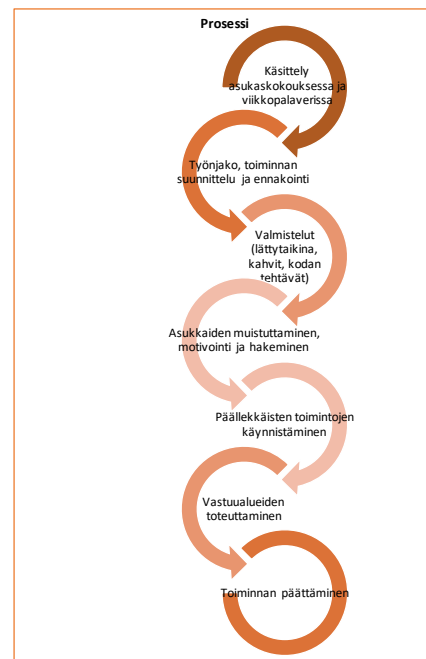 Prosessi
Käsittely
asukaskokouksessa ja
viikkopalaverissa
Työnjako, toiminnan
suunnittelu ja ennakointi
Valmistelut
(lättytaikina,
kahvit, kodan
tehtävät)
Asukkaiden muistuttaminen,
motivointi ja hakeminen
Päällekkäisten toimintojen
käynnistäminen
Vastuualueiden
toteuttaminen
Toiminnan päättäminen